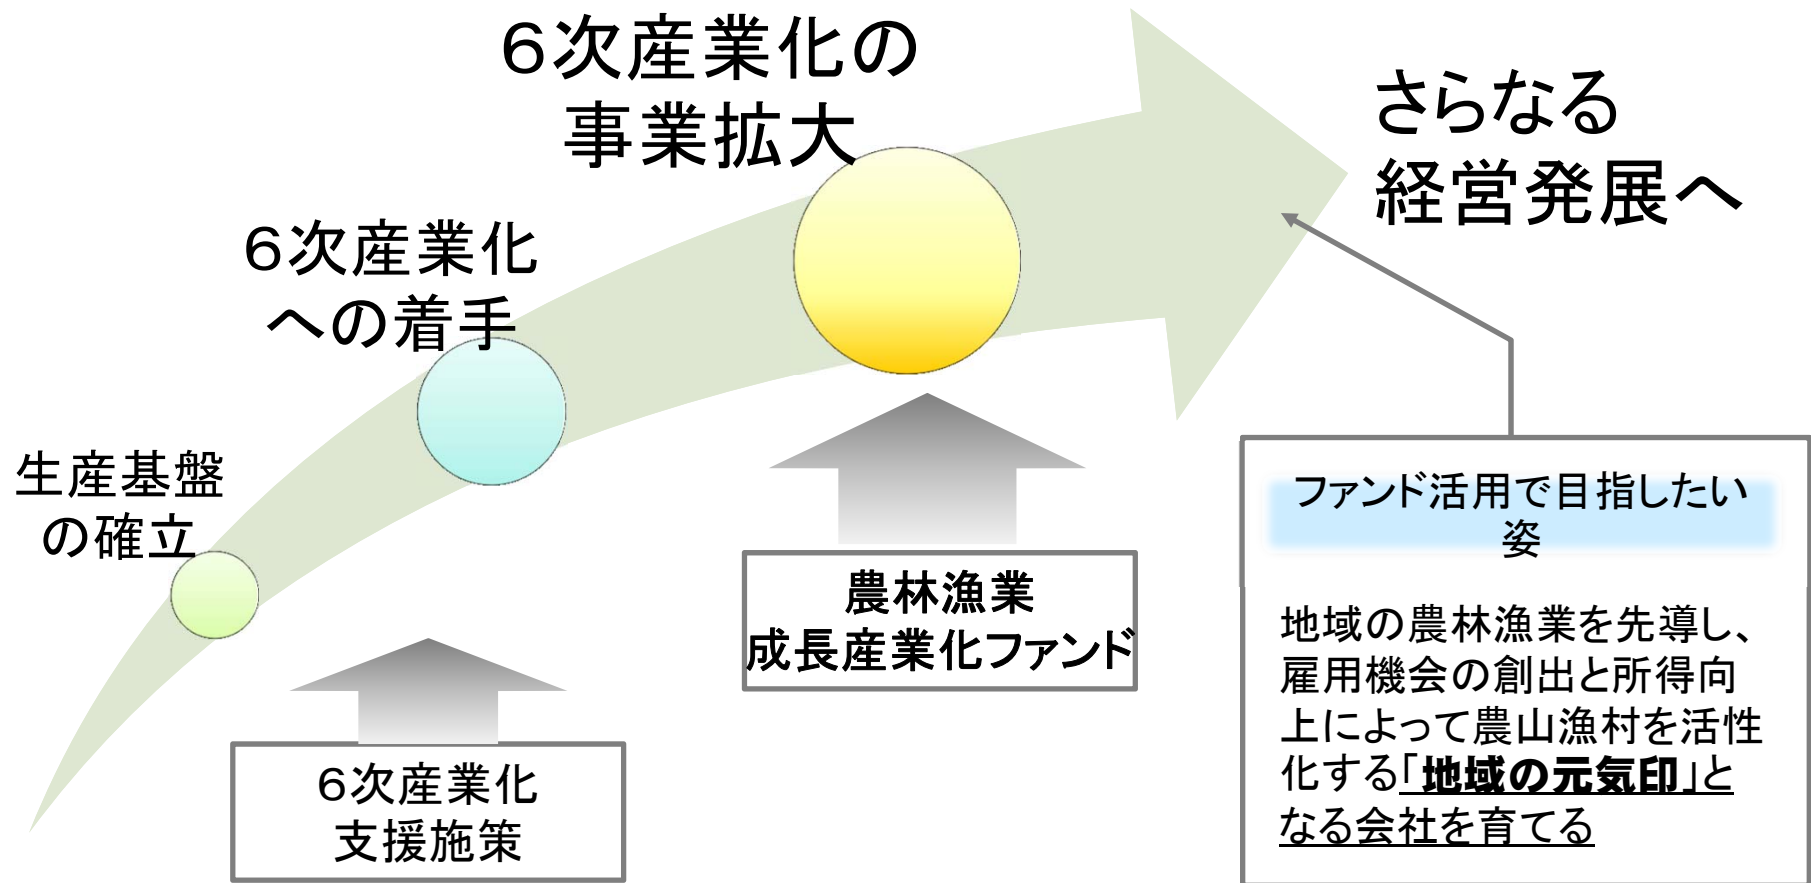 ６次産業化の
事業拡大
さらなる
経営発展へ
６次産業化
への着手
生産基盤
の確立
農林漁業
成長産業化ファンド
６次産業化
支援施策
ファンド活用で目指したい
姿
地域の農林漁業を先導し、
雇用機会の創出と所得向
上によって農山漁村を活性
化する「地域の元気印」と
なる会社を育てる